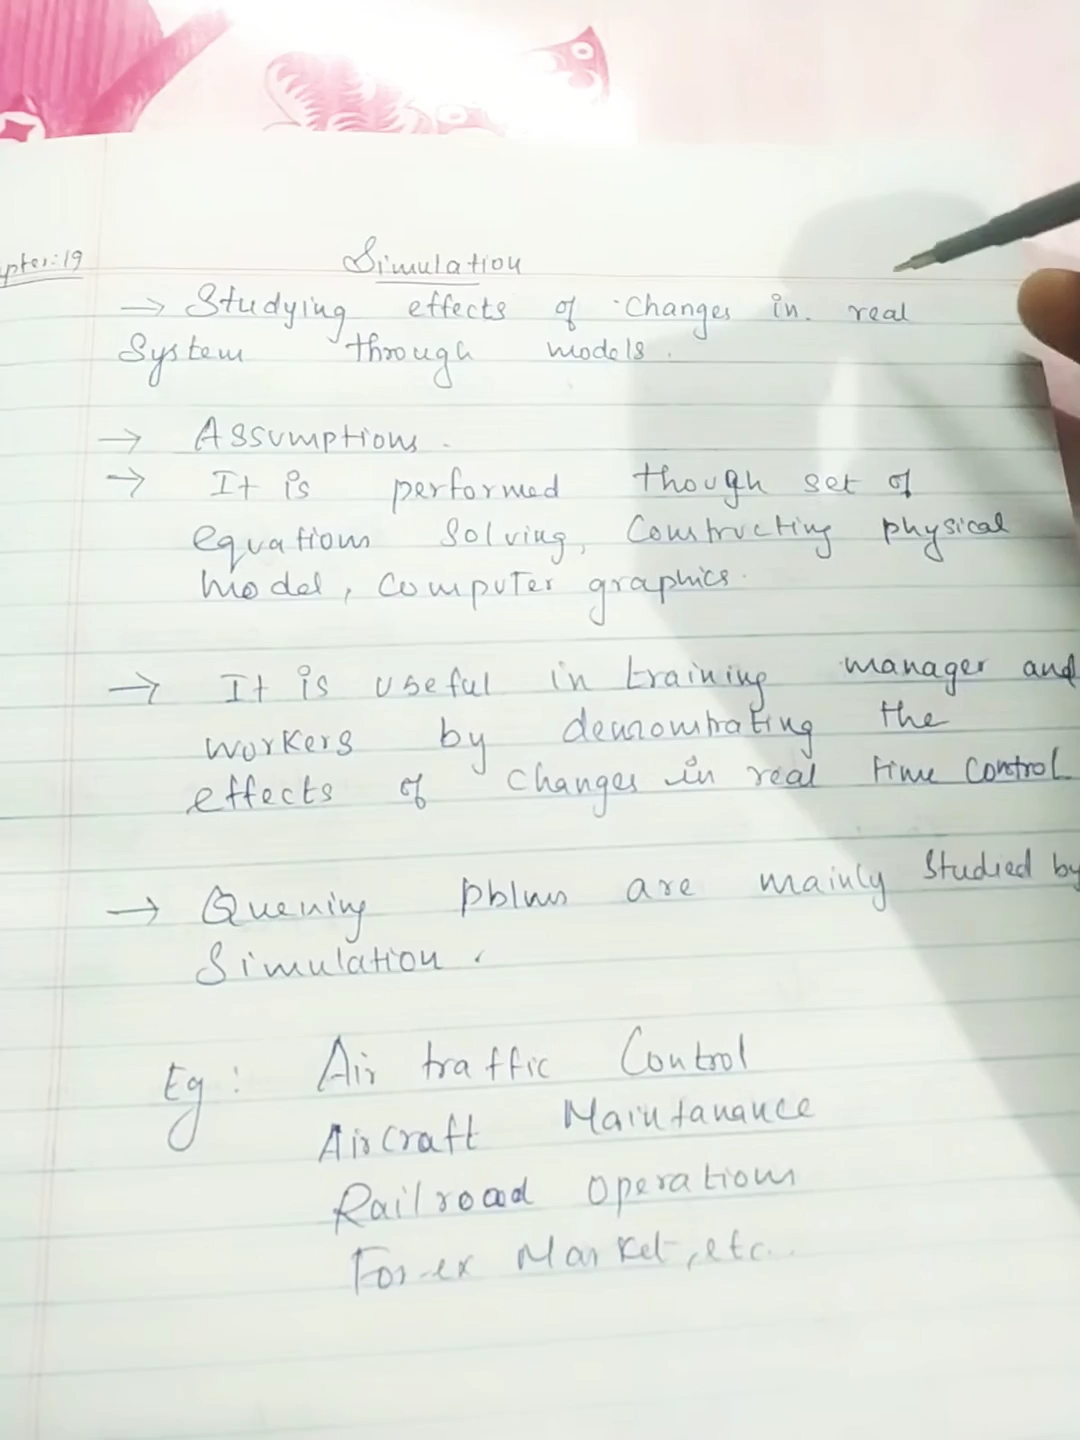 pter:19
Simulation
→ Studying effects of changes in real
System through models.
→ Assumptions.
→ It is performed though set of
equations solving, Constructing physical
model, computer graphics.
→ It is useful in training manager and
workers by demonstrating the
effects of changes in real time control
→ Queuing pblms are mainly studied by
Simulation.
Eg: Air traffic Control
Aircraft Maintanance
Railroad operations
Forex Market, etc..